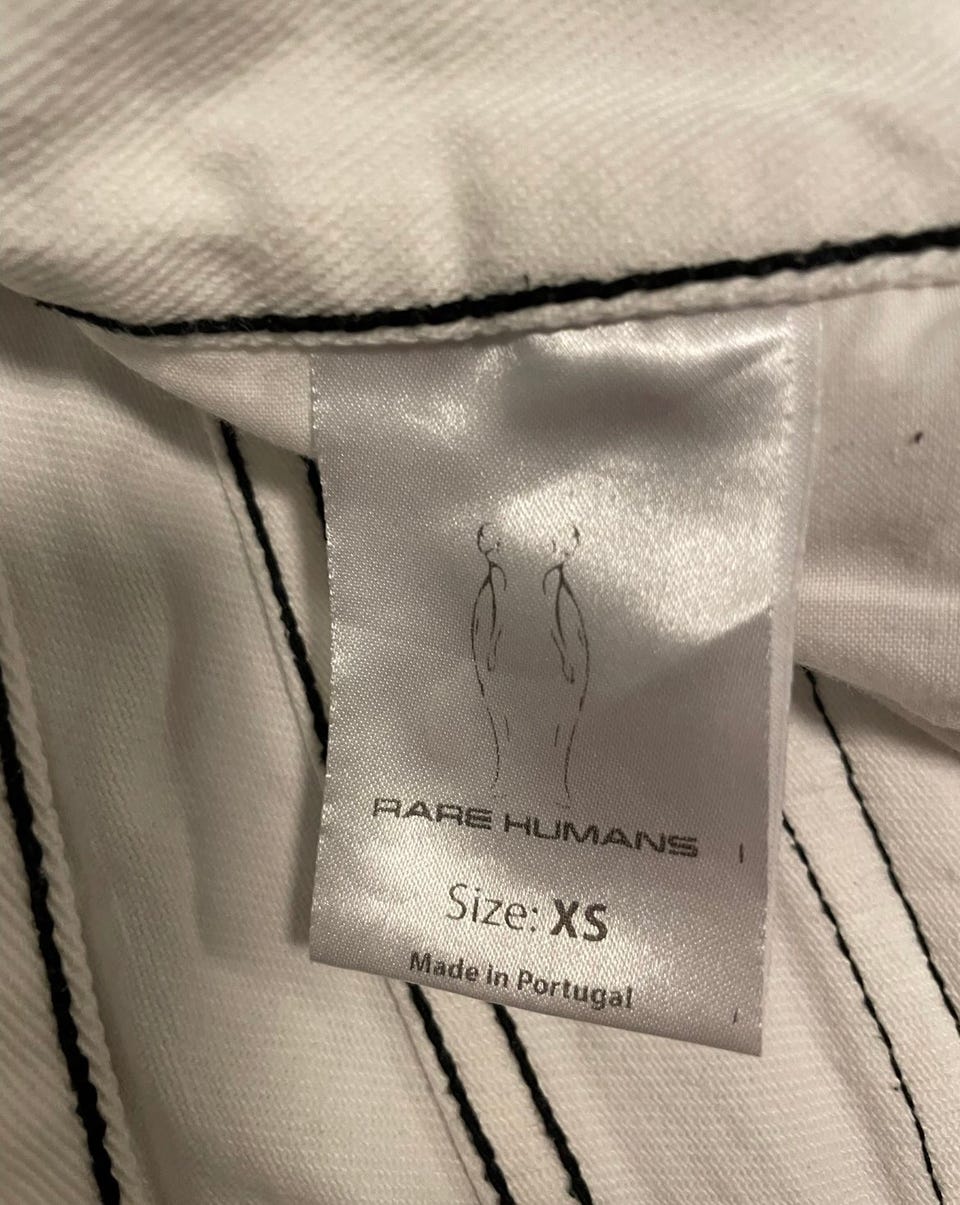 RARE HUMANS
Size: XS
Made in Portugal